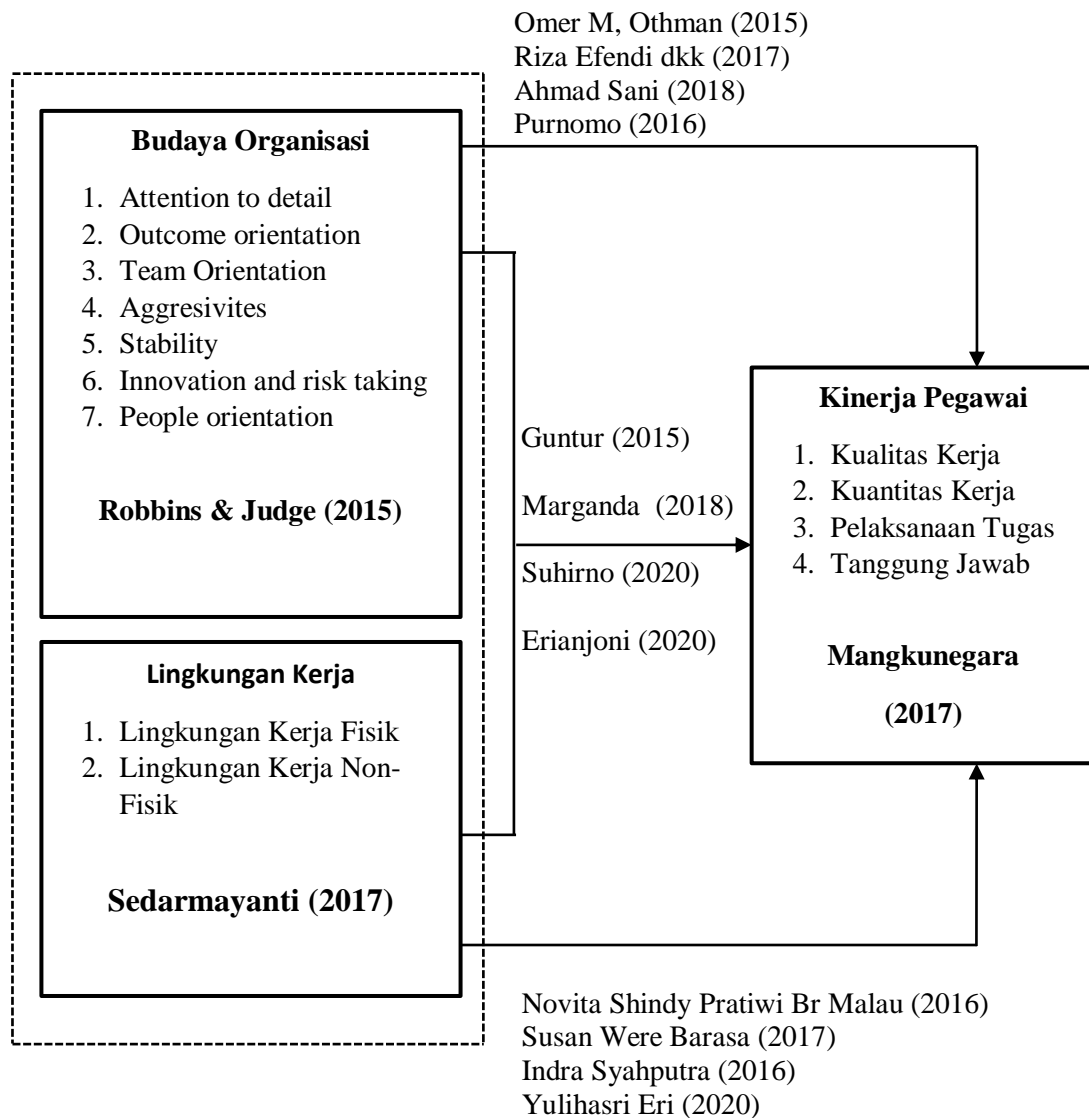 Omer M, Othman (2015)
Riza Efendi dkk (2017)
Ahmad Sani (2018)
Purnomo (2016)
Budaya Organisasi
1. Attention to detail
2. Outcome orientation
3. Team Orientation
4. Aggresivites
5. Stability
6. Innovation and risk taking
7. People orientation
Robbins & Judge (2015)
Lingkungan Kerja
1. Lingkungan Kerja Fisik
2. Lingkungan Kerja Non-
Fisik
Sedarmayanti (2017)
Guntur (2015)
Marganda (2018)
Suhirno (2020)
Erianjoni (2020)
Kinerja Pegawai
1. Kualitas Kerja
2. Kuantitas Kerja
3. Pelaksanaan Tugas
4. Tanggung Jawab
Mangkunegara
(2017)
Novita Shindy Pratiwi Br Malau (2016)
Susan Were Barasa (2017)
Indra Syahputra (2016)
Yulihasri Eri (2020)